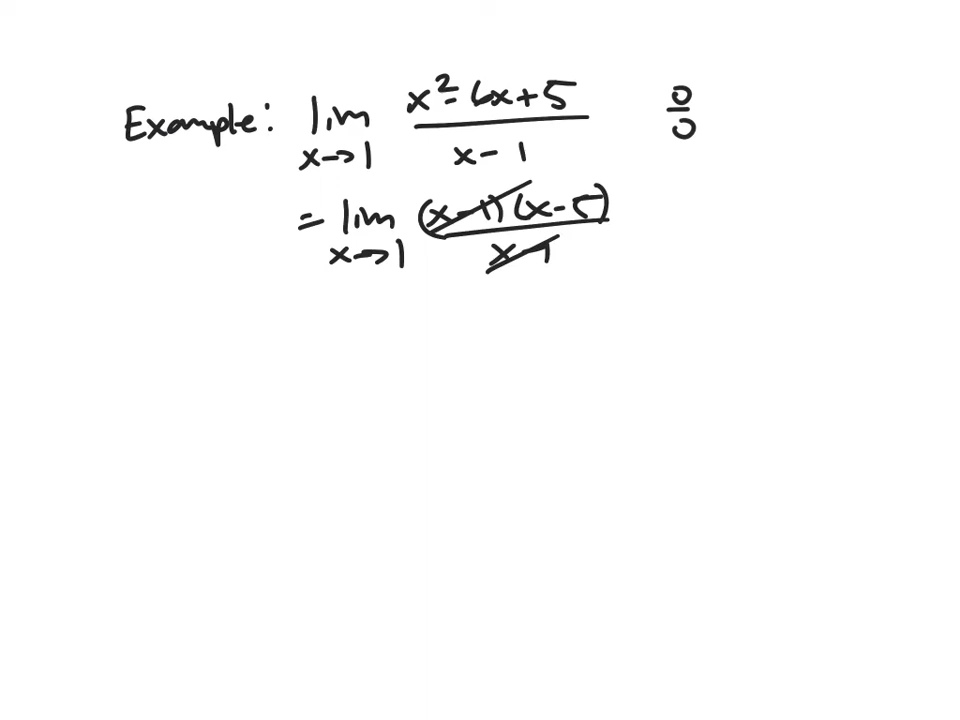 Example: lim x→1 (x² - 6x + 5)/(x - 1) 0/0
= lim x→1 (x - 1)(x - 5)/(x - 1)